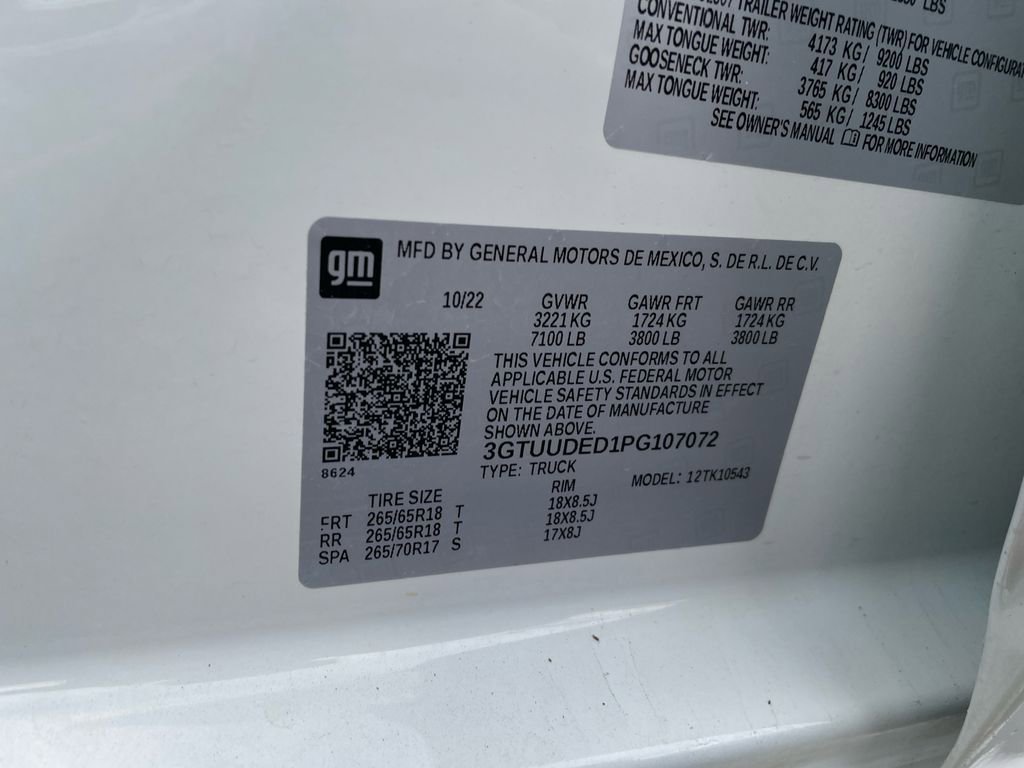 TRAILER WEIGHT RATING (TWR) FOR VEHICLE
CONVENTIONAL TWR: 4173 KG/ 9200 LBS
MAX TONGUE WEIGHT: 417 KG/ 920 LBS
GOOSENECK TWR: 3765 KG/ 8300 LBS
MAX TONGUE WEIGHT: 565 KG/ 1245 LBS
SEE OWNER'S MANUAL FOR MORE INFORMATION
gm MFD BY GENERAL MOTORS DE MEXICO, S. DE R.L. DE C.V.
10/22 GVWR GAWR FRT GAWR RR
3221 KG 1724 KG 1724 KG
7100 LB 3800 LB 3800 LB
THIS VEHICLE CONFORMS TO ALL
APPLICABLE U.S. FEDERAL MOTOR
VEHICLE SAFETY STANDARDS IN EFFECT
ON THE DATE OF MANUFACTURE
SHOWN ABOVE.
3GTUUDED1PG107072
8624 TYPE: TRUCK MODEL: 12TK10543
TIRE SIZE RIM
FRT 265/65R18 T 18X8.5J
RR 265/65R18 T 18X8.5J
SPA 265/70R17 S 17X8J